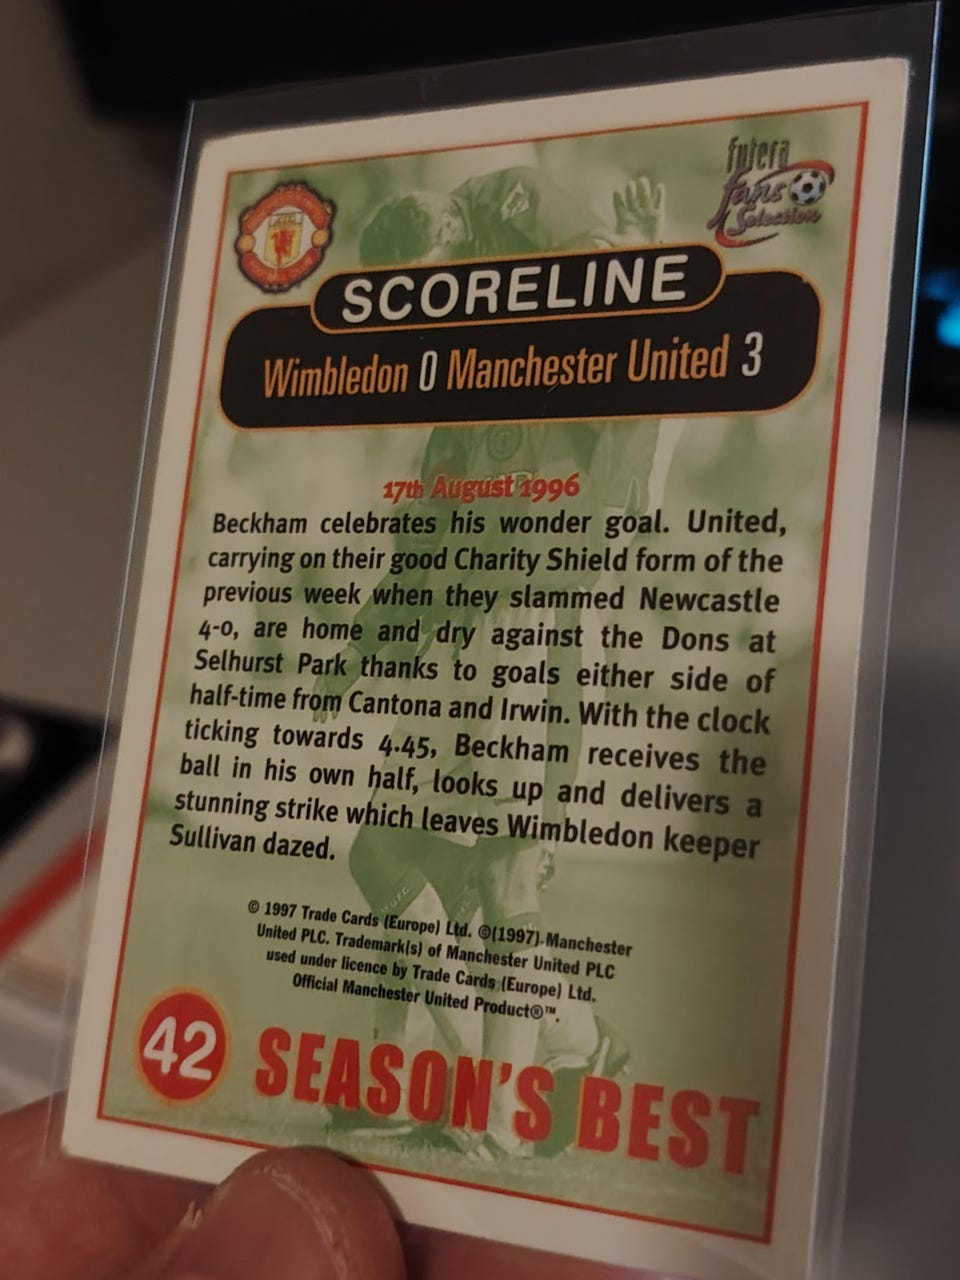 futera
fans
Selection
SCORELINE
Wimbledon 0 Manchester United 3
17th August 1996
Beckham celebrates his wonder goal. United,
carrying on their good Charity Shield form of the
previous week when they slammed Newcastle
4-0, are home and dry against the Dons at
Selhurst Park thanks to goals either side of
half-time from Cantona and Irwin. With the clock
ticking towards 4.45, Beckham receives the
ball in his own half, looks up and delivers a
stunning strike which leaves Wimbledon keeper
Sullivan dazed.
© 1997 Trade Cards (Europe) Ltd. ©(1997) Manchester
United PLC. Trademark(s) of Manchester United PLC
used under licence by Trade Cards (Europe) Ltd.
Official Manchester United Product®™.
42 SEASON'S BEST